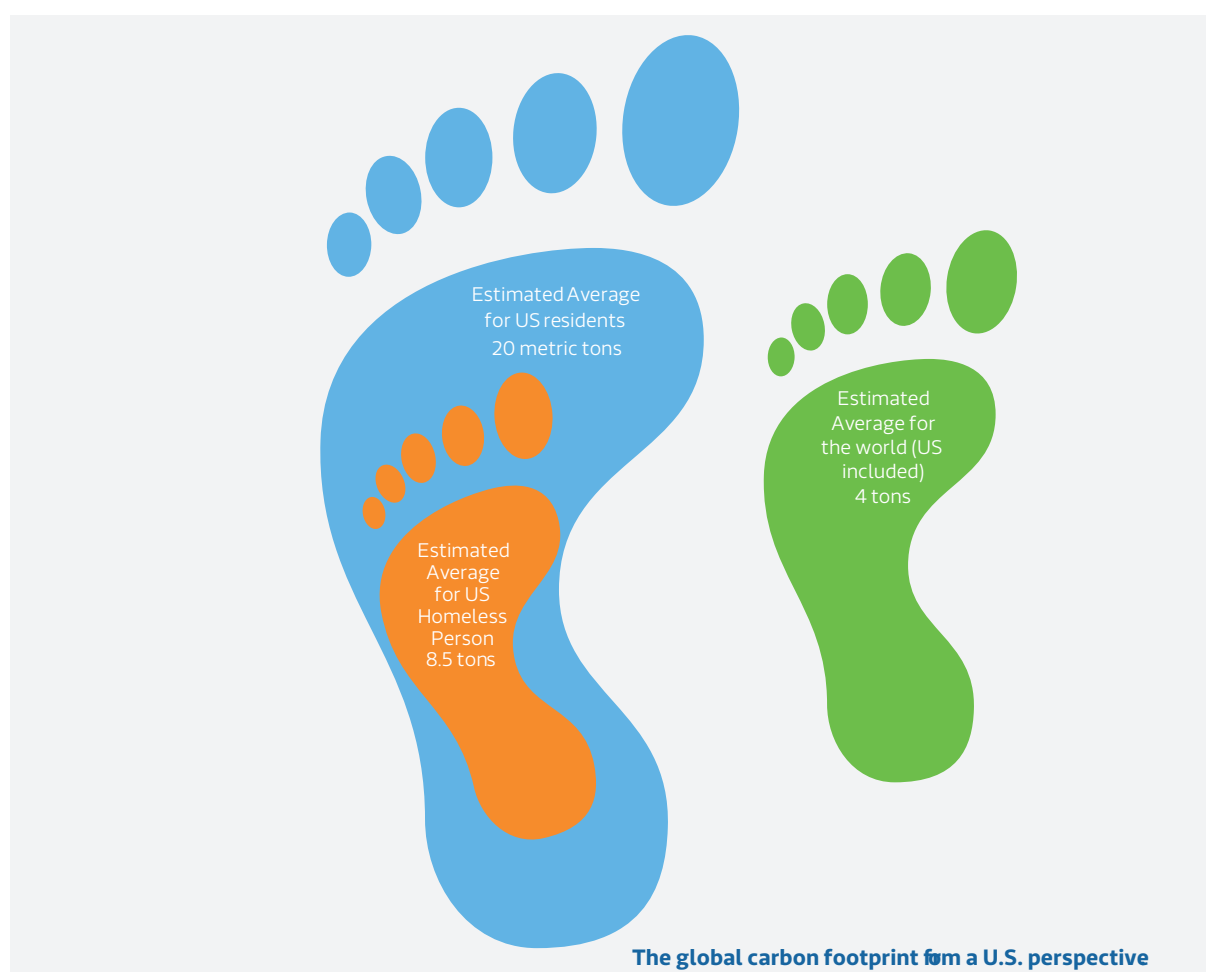 Estimated Average
for US residents
20 metric tons
Estimated
Average
for US
Homeless
Person
8.5 tons
Estimated
Average for
the world (US
included)
4 tons
The global carbon footprint a U.S. perspective